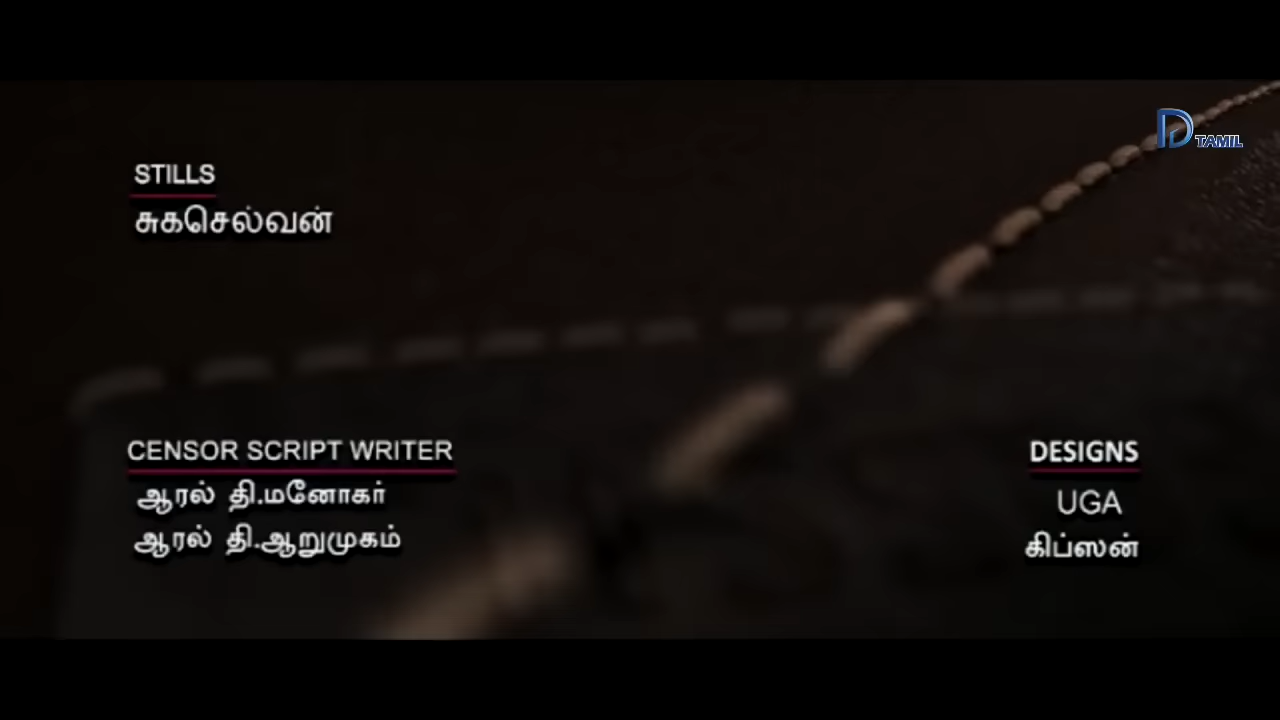 D TAMIL
STILLS
சுகசெல்வன்
CENSOR SCRIPT WRITER
ஆரல் தி.மனோகர்
ஆரல் தி.ஆறுமுகம்
DESIGNS
UGA
கிப்ஸன்